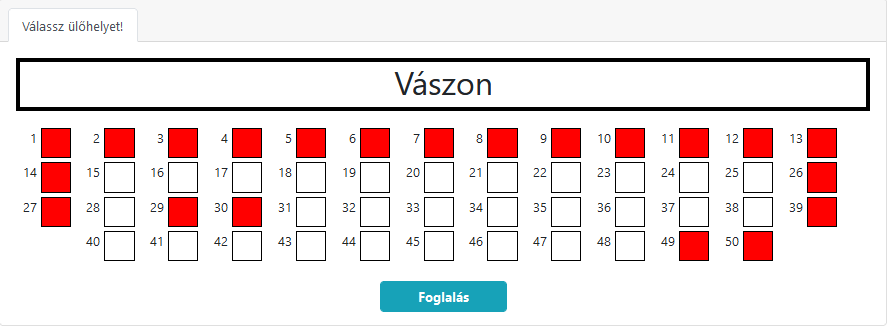 Válassz ülőhelyet!
Vászon
1 2 3 4 5 6 7 8 9 10 11 12 13
14 15 16 17 18 19 20 21 22 23 24 25 26
27 28 29 30 31 32 33 34 35 36 37 38 39
40 41 42 43 44 45 46 47 48 49 50
Foglalás